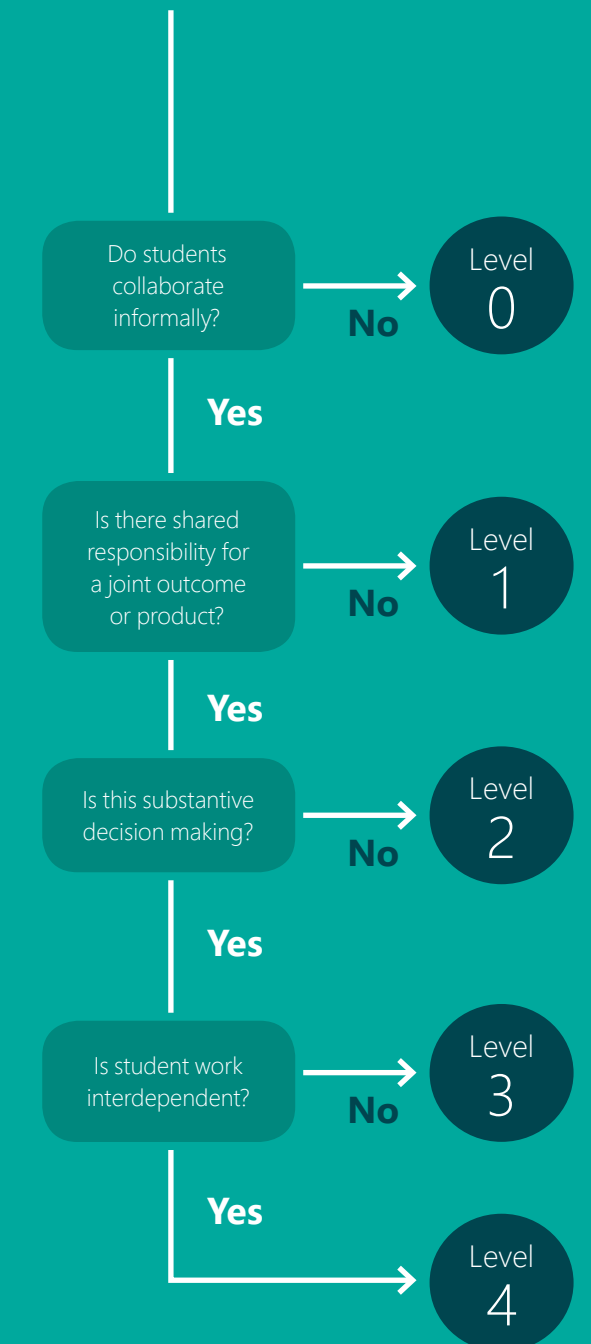 Do students
collaborate
informally?
No
Level
0
Yes
Is there shared
responsibility for
a joint outcome
or product?
No
Level
1
Yes
Is this substantive
decision making?
No
Level
2
Yes
Is student work
interdependent?
No
Level
3
Yes
Level
4